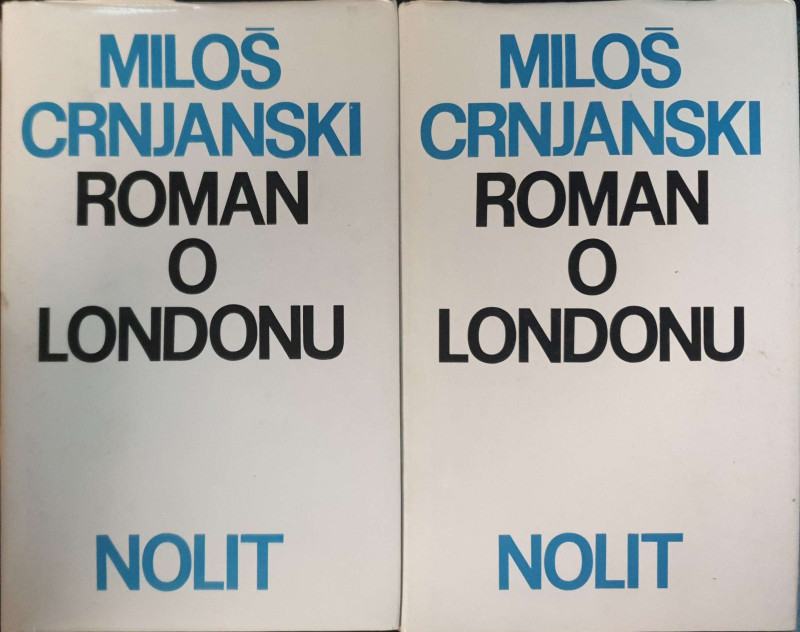 MILOŠ
CRNJANSKI
ROMAN
O
LONDONU
NOLIT
MILOŠ
CRNJANSKI
ROMAN
O
LONDONU
NOLIT